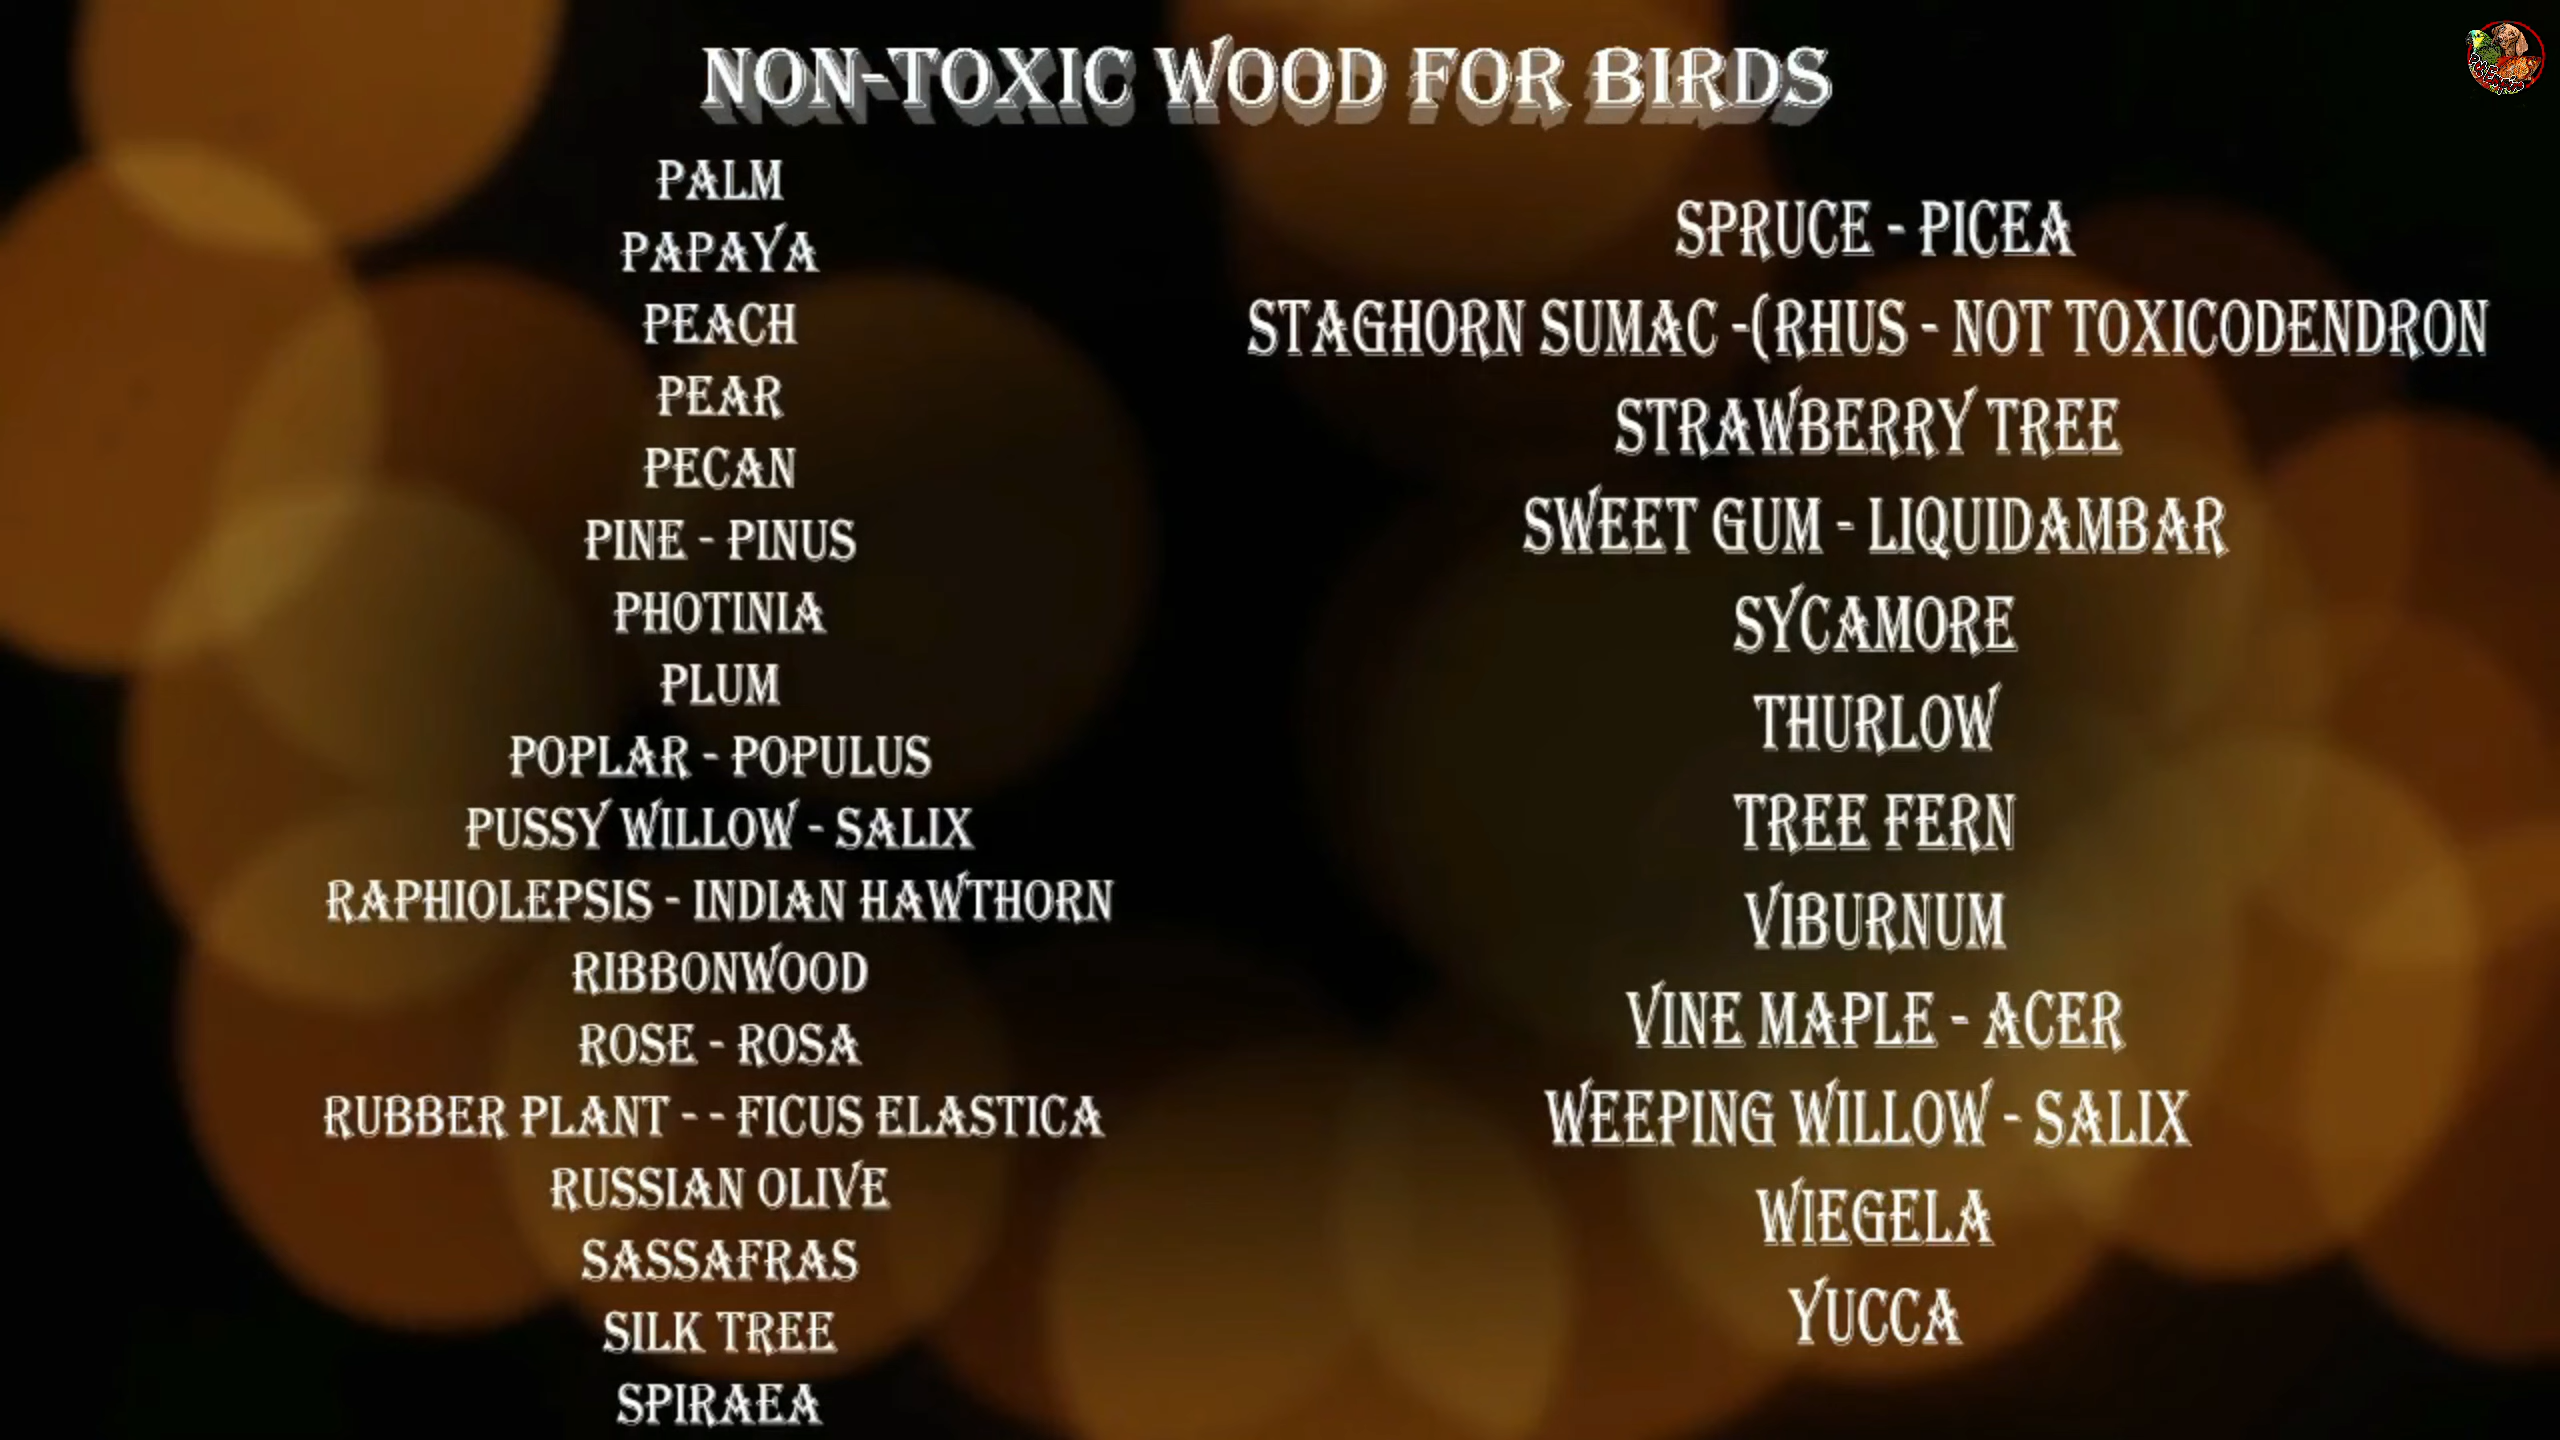 NON-TOXIC WOOD FOR BIRDS
PALM
PAPAYA
PEACH
PEAR
PECAN
PINE - PINUS
PHOTINIA
PLUM
POPLAR - POPULUS
PUSSY WILLOW - SALIX
RAPHIOLEPSIS - INDIAN HAWTHORN
RIBBONWOOD
ROSE - ROSA
RUBBER PLANT - - FICUS ELASTICA
RUSSIAN OLIVE
SASSAFRAS
SILK TREE
SPIRAEA
SPRUCE - PICEA
STAGHORN SUMAC -(RHUS - NOT TOXICODENDRON
STRAWBERRY TREE
SWEET GUM - LIQUIDAMBAR
SYCAMORE
THURLOW
TREE FERN
VIBURNUM
VINE MAPLE - ACER
WEEPING WILLOW - SALIX
WIEGELA
YUCCA